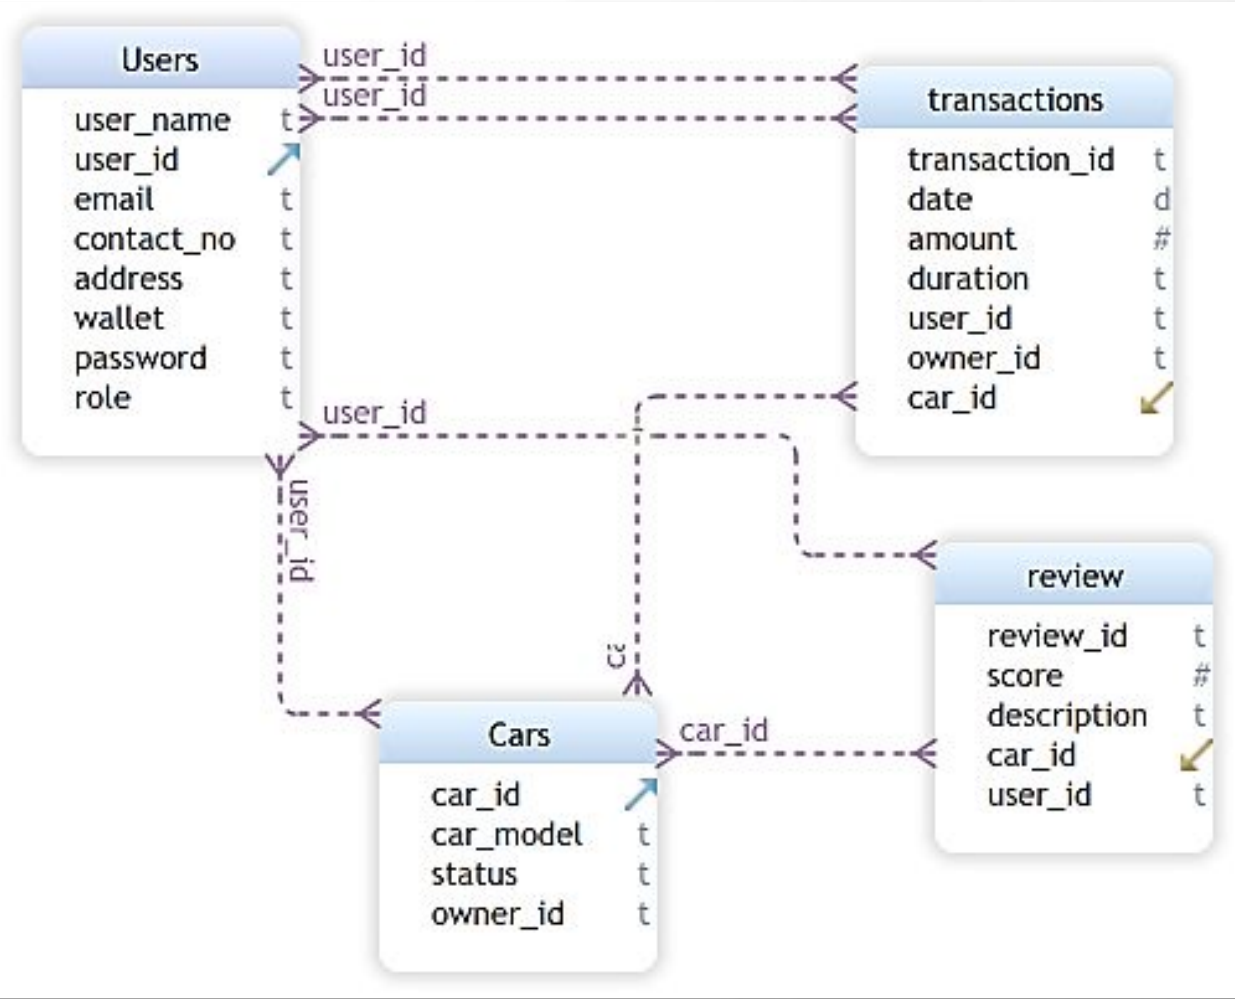 Users
user_name t
user_id
email t
contact_no t
address t
wallet t
password t
role t
user_id
user_id
transactions
transaction_id t
date d
amount #
duration t
user_id t
owner_id t
car_id
user_id
user_id
ca
review
review_id t
score #
description t
car_id
user_id t
Cars
car_id
car_model t
status t
owner_id t
car_id